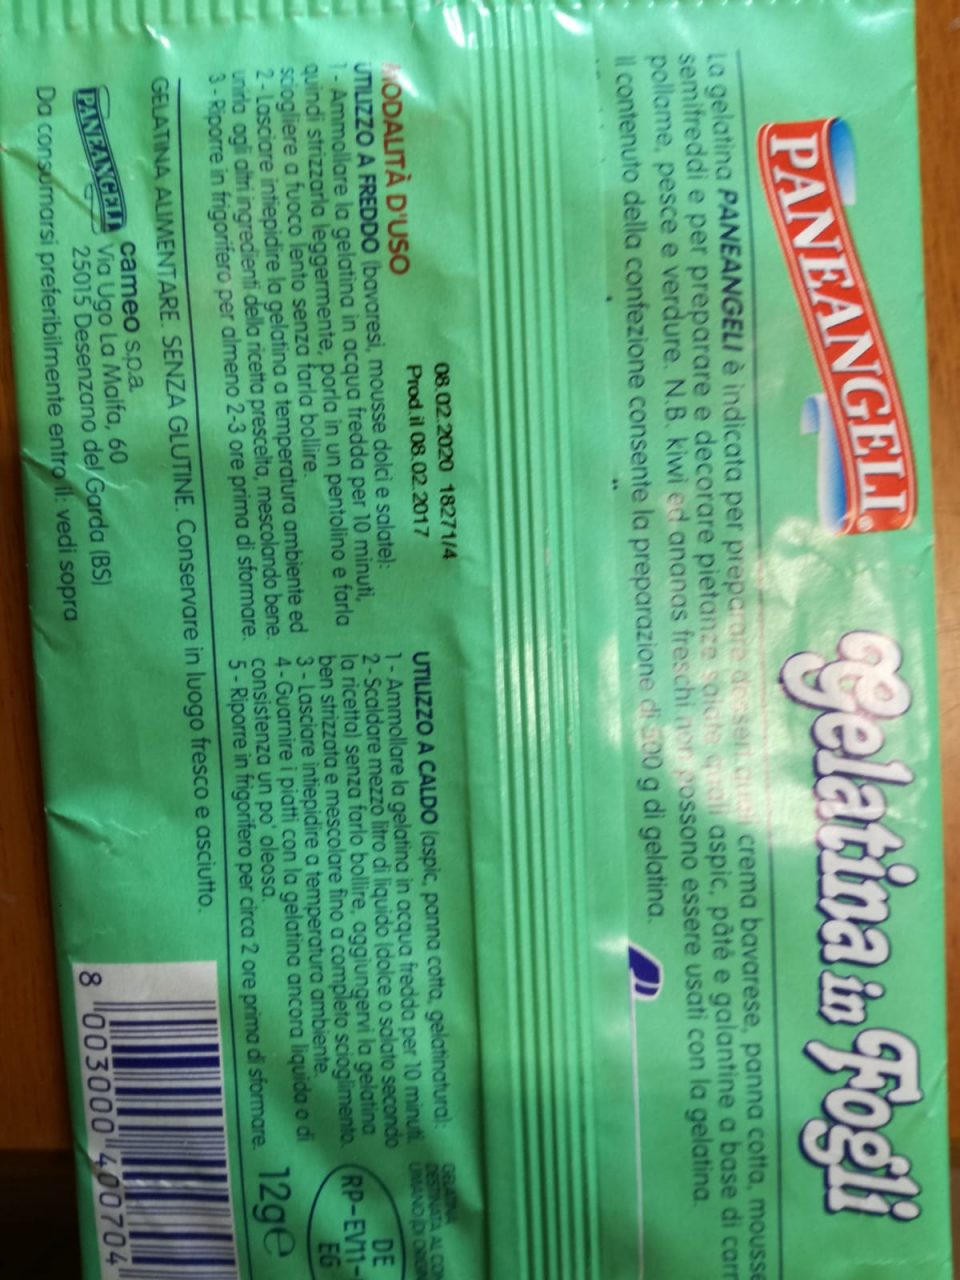 PANEANGELI®
Gelatina in Fogli
La gelatina PANEANGELI è indicata per preparare dessert quali crema bavarese, panna cotta, mousse
semifreddi e per preparare e decorare pietanze salate quali aspic, pâtè e galantine a base di
pollame, pesce e verdure. N.B. kiwi ed ananas freschi non possono essere usati con la gelatina.
Il contenuto della confezione consente la preparazione di 500 g di gelatina.
08.02.2020 18271/4
Prod.il 08.02.2017
MODALITÀ D'USO
UTILIZZO A FREDDO (bavaresi, mousse dolci e salate):
1 - Ammollare la gelatina in acqua fredda per 10 minuti,
quindi strizzarla leggermente, porla in un pentolino e farla
sciogliere a fuoco lento senza farla bollire.
2 - Lasciare intiepidire la gelatina a temperatura ambiente ed
unirla agli altri ingredienti della ricetta prescelta, mescolando bene.
3 - Riporre in frigorifero per almeno 2-3 ore prima di sformare.
UTILIZZO A CALDO (aspic, panna cotta, gelatinatura):
1 - Ammollare la gelatina in acqua fredda per 10 minuti.
2 - Scaldare mezzo litro di liquido (dolce o salato secondo
la ricetta) senza farlo bollire, aggiungervi la gelatina
ben strizzata e mescolare fino a completo scioglimento.
3 - Lasciare intiepidire a temperatura ambiente.
4 - Guarnire i piatti con la gelatina ancora liquida o di
consistenza un po' oleosa.
5 - Riporre in frigorifero per circa 2 ore prima di sformare.
GELATINA
DESTINATA AL
UMANO
DE
RP-EV11-
EG
12g e
GELATINA ALIMENTARE. SENZA GLUTINE. Conservare in luogo fresco e asciutto.
PANEANGELI
cameo s.p.a.
Via Ugo La Malfa, 60
25015 Desenzano del Garda (BS)
Da consumarsi preferibilmente entro il: vedi sopra
8 003000 400704